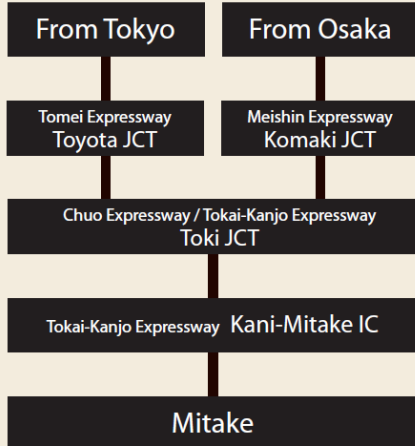 From Tokyo
From Osaka
Tomei Expressway
Toyota JCT
Meishin Expressway
Komaki JCT
Chuo Expressway / Tokai-Kanjo Expressway
Toki JCT
Tokai-Kanjo Expressway Kani-Mitake IC
Mitake